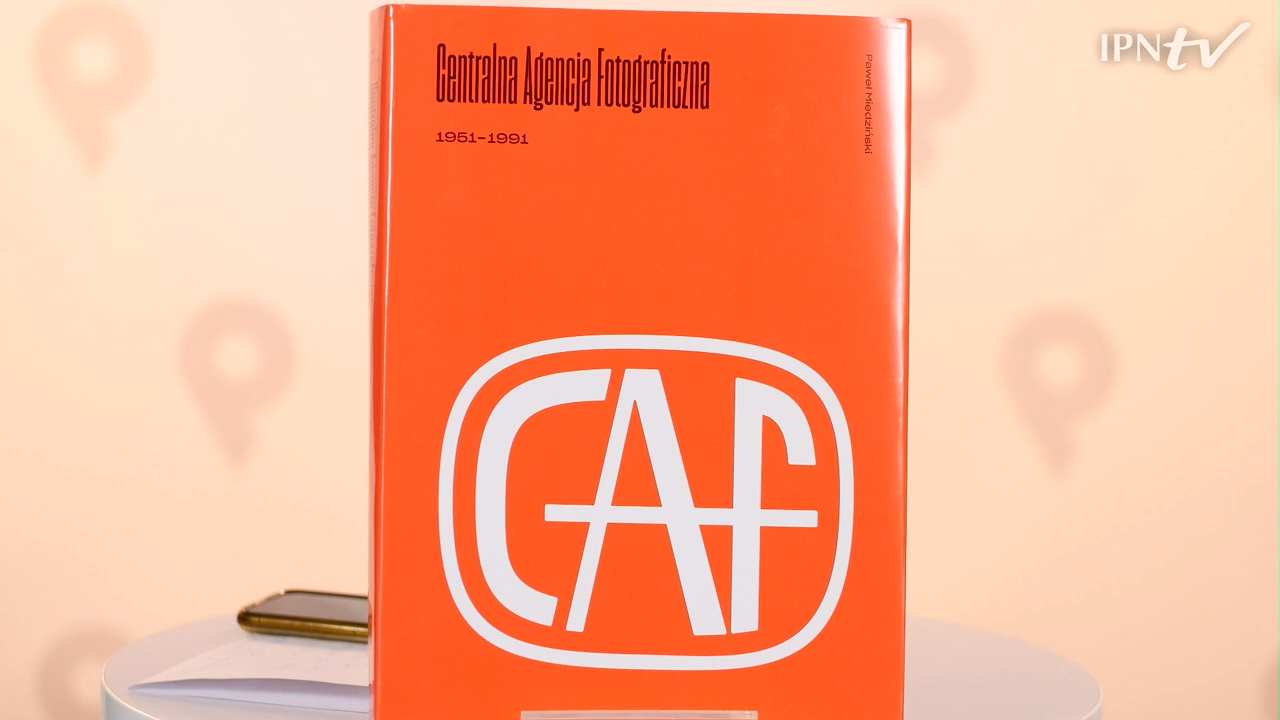 IPNtv
Centralna Agencja Fotograficzna
1951–1991
Paweł Miedziński
CAF